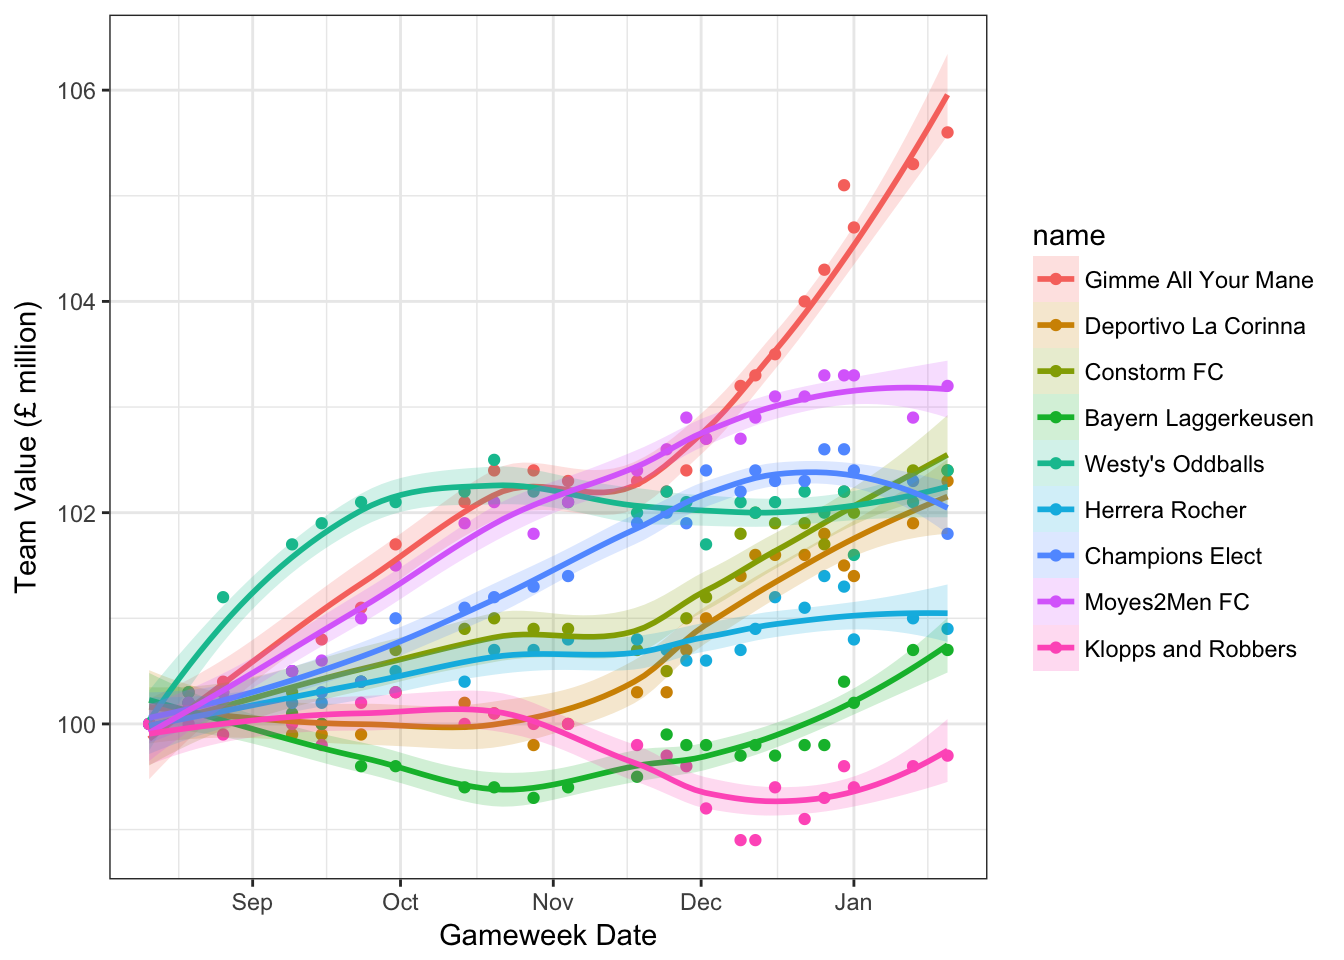 106
104
102
100
Team Value (£ million)
Sep Oct Nov Dec Jan
Gameweek Date
name
Gimme All Your Mane
Deportivo La Corinna
Constorm FC
Bayern Laggerkeusen
Westy's Oddballs
Herrera Rocher
Champions Elect
Moyes2Men FC
Klopps and Robbers